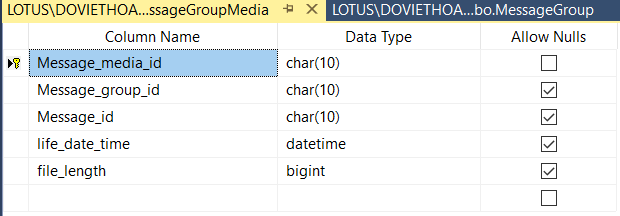 LOTUS\DOVIETHOA...ssageGroupMedia LOTUS\DOVIETHOA...bo.MessageGroup
Column Name Data Type Allow Nulls
Message_media_id char(10)
Message_group_id char(10)
Message_id char(10)
life_date_time datetime
file_length bigint